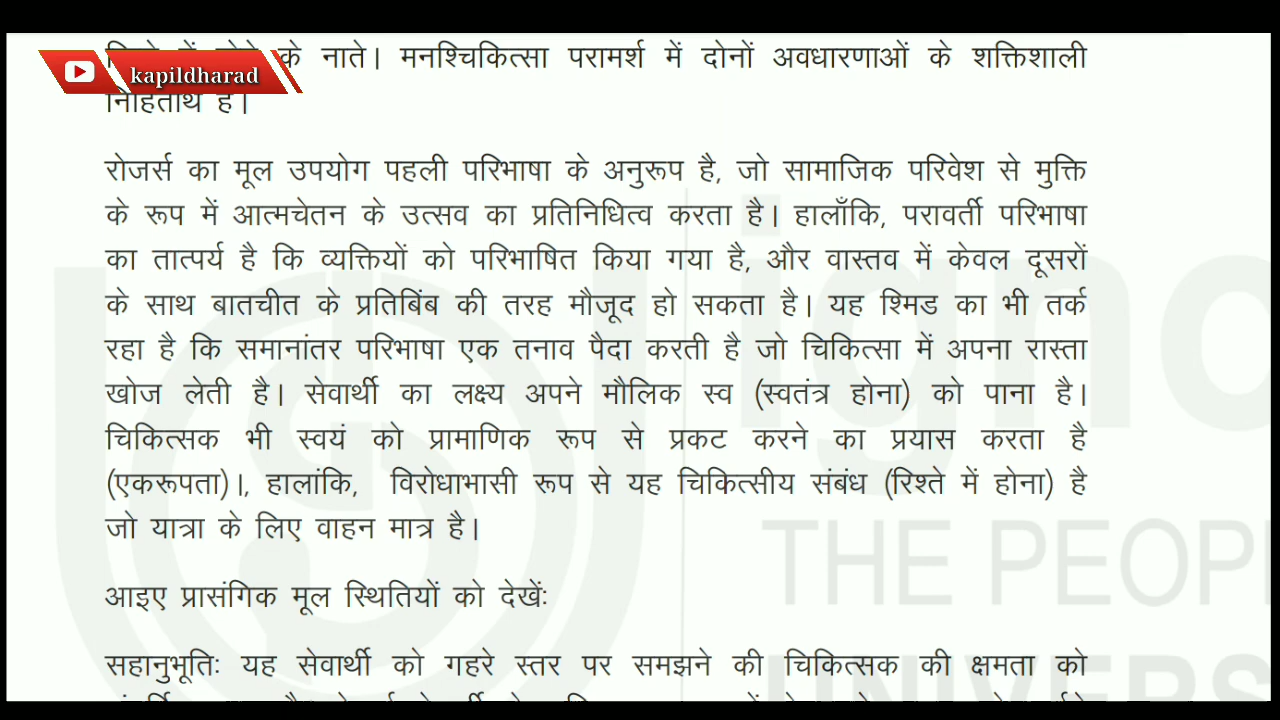 के नाते। मनश्चिकित्सा परामर्श में दोनों अवधारणाओं के शक्तिशाली
kapildharad
निहितार्थ हैं।
रोजर्स का मूल उपयोग पहली परिभाषा के अनुरूप है, जो सामाजिक परिवेश से मुक्ति
के रूप में आत्मचेतन के उत्सव का प्रतिनिधित्व करता है। हालाँकि, परावर्ती परिभाषा
का तात्पर्य है कि व्यक्तियों को परिभाषित किया गया है, और वास्तव में केवल दूसरों
के साथ बातचीत के प्रतिबिंब की तरह मौजूद हो सकता है। यह श्मिड का भी तर्क
रहा है कि समानांतर परिभाषा एक तनाव पैदा करती है जो चिकित्सा में अपना रास्ता
खोज लेती है। सेवार्थी का लक्ष्य अपने मौलिक स्व (स्वतंत्र होना) को पाना है।
चिकित्सक भी स्वयं को प्रामाणिक रूप से प्रकट करने का प्रयास करता है
(एकरूपता)।, हालांकि, विरोधाभासी रूप से यह चिकित्सीय संबंध (रिश्ते में होना) है
जो यात्रा के लिए वाहन मात्र है।
आइए प्रासंगिक मूल स्थितियों को देखेंः
सहानुभूतिः यह सेवार्थी को गहरे स्तर पर समझने की चिकित्सक की क्षमता को
igno
THE PEOPL
UNIVERS